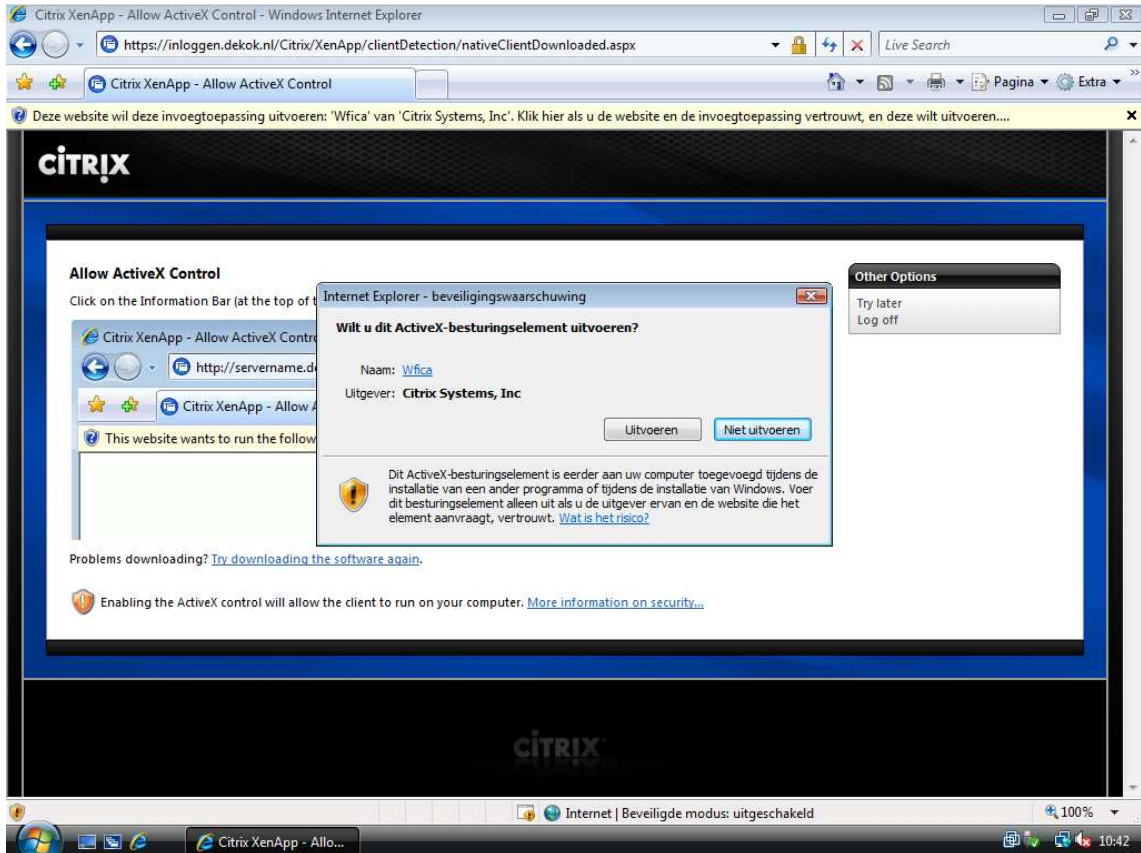 Citrix XenApp - Allow ActiveX Control - Windows Internet Explorer
https://inloggen.dekok.nl/Citrix/XenApp/clientDetection/nativeClientDownloaded.aspx
Live Search
Citrix XenApp - Allow ActiveX Control
Pagina
Extra
Deze website wil deze invoegtoepassing uitvoeren: 'Wfica' van 'Citrix Systems, Inc'. Klik hier als u de website en de invoegtoepassing vertrouwt, en deze wilt uitvoeren....
CITRIX
Allow ActiveX Control
Click on the Information Bar (at the top of t
Citrix XenApp - Allow ActiveX Contro
http://servername.d
Citrix XenApp - Allow A
This website wants to run the follow
Problems downloading? Try downloading the software again.
Enabling the ActiveX control will allow the client to run on your computer. More information on security...
Internet Explorer - beveiligingswaarschuwing
Wilt u dit ActiveX-besturingselement uitvoeren?
Naam: Wfica
Uitgever: Citrix Systems, Inc
Uitvoeren
Niet uitvoeren
Dit ActiveX-besturingselement is eerder aan uw computer toegevoegd tijdens de
installatie van een ander programma of tijdens de installatie van Windows. Voer
dit besturingselement alleen uit als u de uitgever ervan en de website die het
element aanvraagt, vertrouwt. Wat is het risico?
Other Options
Try later
Log off
CITRIX
Internet | Beveiligde modus: uitgeschakeld
100%
Citrix XenApp - Allo...
10:42